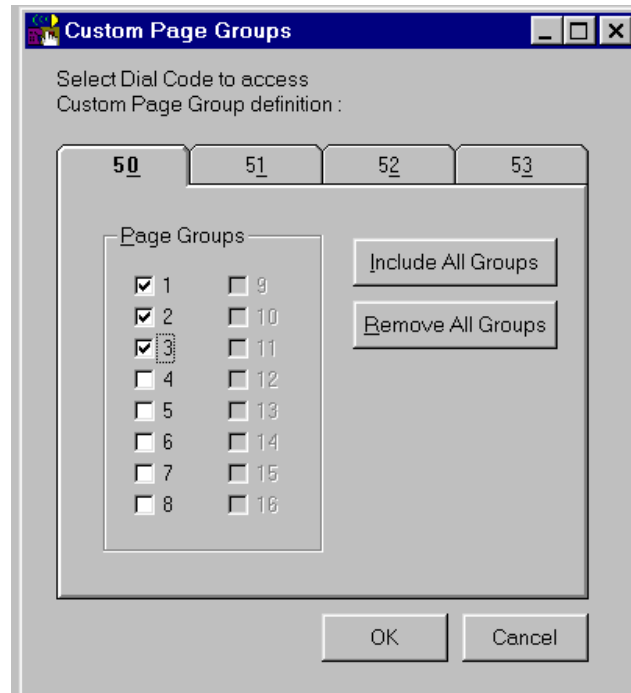 Custom Page Groups
Select Dial Code to access
Custom Page Group definition :
50 51 52 53
Page Groups
Include All Groups
Remove All Groups
1 9
2 10
3 11
4 12
5 13
6 14
7 15
8 16
OK Cancel